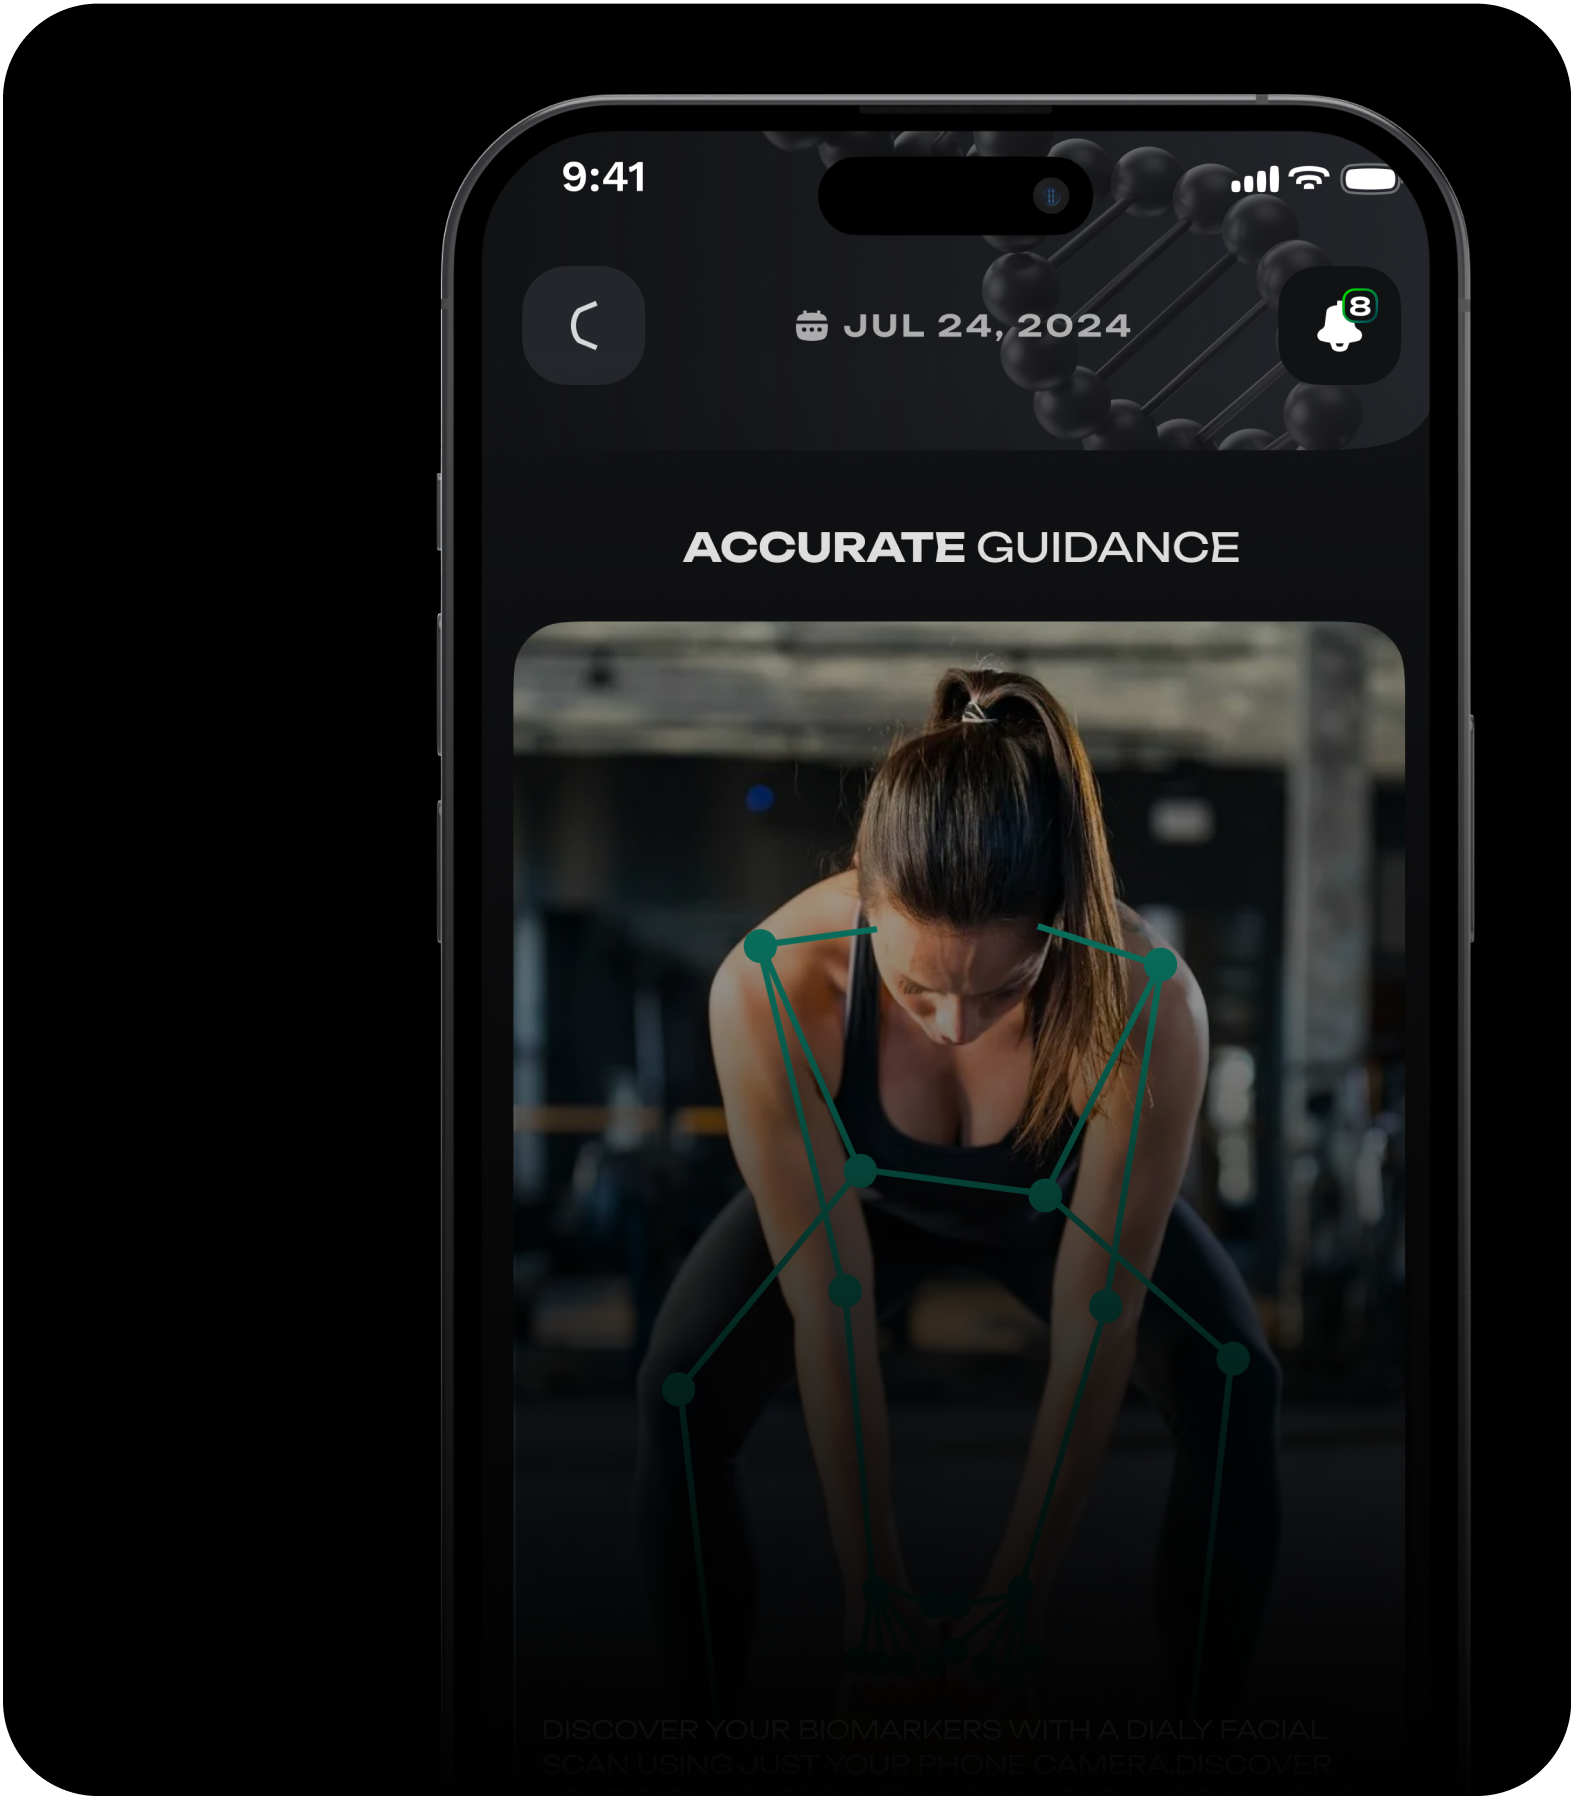 9:41
JUL 24, 2024
8
ACCURATE GUIDANCE
DISCOVER YOUR BIOMARKERS WITH A DIALY FACIAL
SCAN USING JUST YOUR PHONE CAMERA.DISCOVER